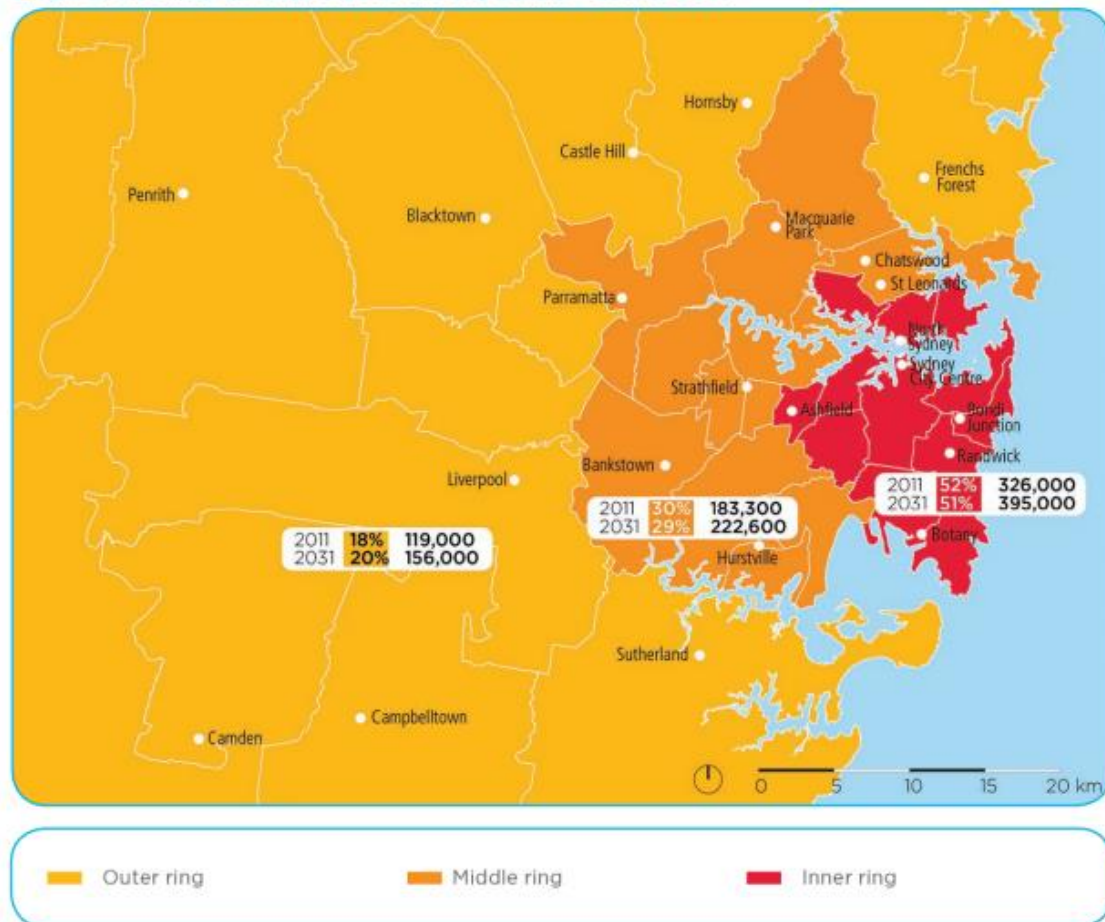 Hornsby
Castle Hill
Frenchs
Forest
Penrith
Blacktown
Macquarie
Park
Chatswood
St Leonards
Parramatta
North
Sydney
Sydney
City Centre
Strathfield
Ashfield
Bondi
Junction
Randwick
Bankstown
Liverpool
2011 52% 326,000
2031 51% 395,000
2011 30% 183,300
2031 29% 222,600
2011 18% 119,000
2031 20% 156,000
Botany
Hurstville
Sutherland
Campbelltown
Camden
0 5 10 15 20 km
Outer ring Middle ring Inner ring